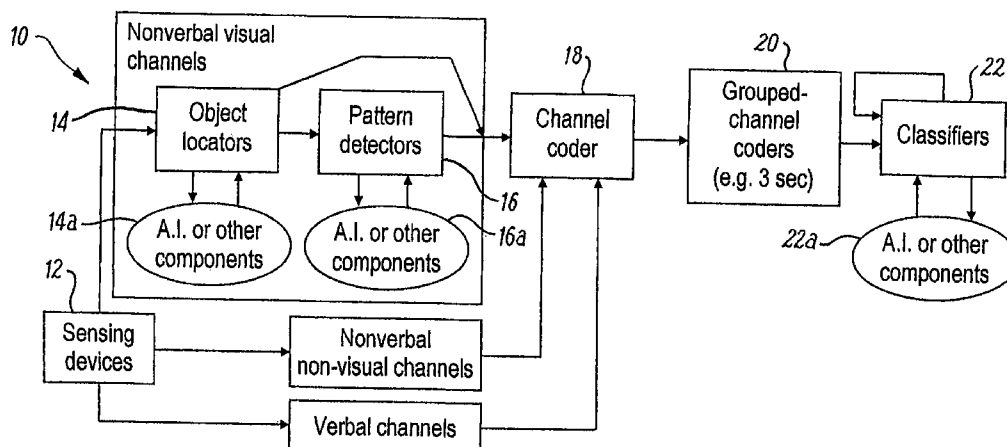 10
Nonverbal visual
channels
14
Object
locators
Pattern
detectors
16
14a
A.I. or other
components
16a
A.I. or other
components
12
Sensing
devices
Nonverbal
non-visual channels
Verbal channels
18
Channel
coder
20
Grouped-
channel
coders
(e.g. 3 sec)
22
Classifiers
22a
A.I. or other
components